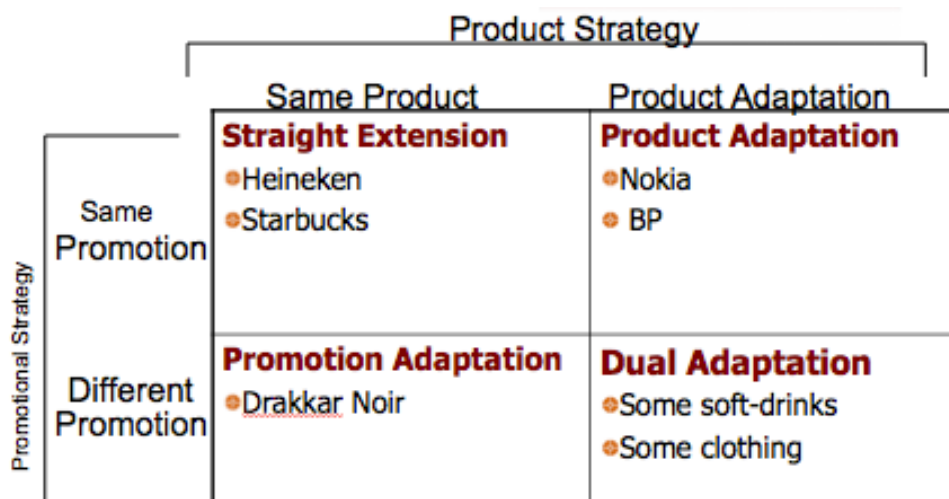 Product Strategy
Same Product
Product Adaptation
Straight Extension
Heineken
Starbucks
Product Adaptation
Nokia
BP
Promotional Strategy
Same
Promotion
Promotion Adaptation
Drakkar Noir
Dual Adaptation
Some soft-drinks
Some clothing
Different
Promotion